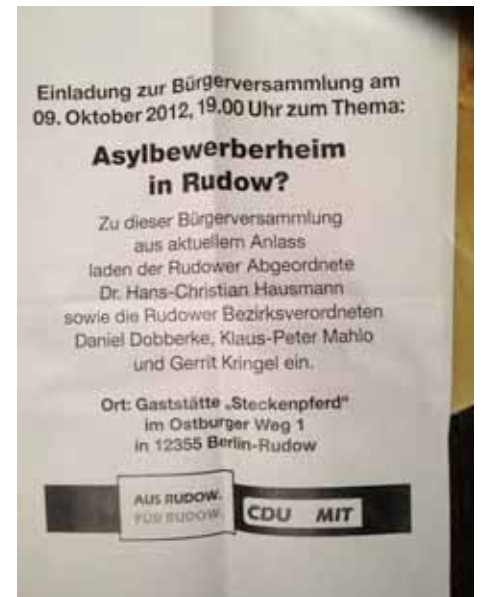 Einladung zur Bürgerversammlung am
09. Oktober 2012, 19.00 Uhr zum Thema:
Asylbewerberheim
in Rudow?
Zu dieser Bürgerversammlung
aus aktuellem Anlass
laden der Rudower Abgeordnete
Dr. Hans-Christian Hausmann
sowie die Rudower Bezirksverordneten
Daniel Dobberke, Klaus-Peter Mahlo
und Gerrit Kringel ein.
Ort: Gaststätte „Steckenpferd"
im Ostburger Weg 1
in 12355 Berlin-Rudow
AUS RUDOW.
FÜR RUDOW.
CDU MIT